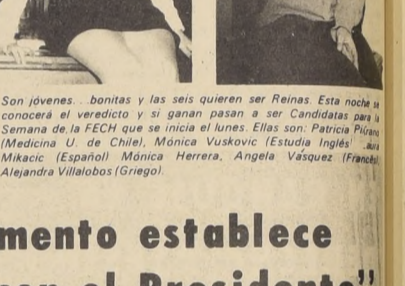 Son jóvenes. . .bonitas y las seis quieren ser Reinas. Esta noche se
conocerá el veredicto y si ganan pasan a ser Candidatas para la
Semana de la FECH que se inicia el lunes. Ellas son: Patricia
(Medicina U. de Chile), Mónica Vuskovic (Estudia Inglés)
Mikacic (Español) Mónica Herrera, Angela Vásquez (Francés)
Alejandra Villalobos (Griego).
mento establece
el Presidente"